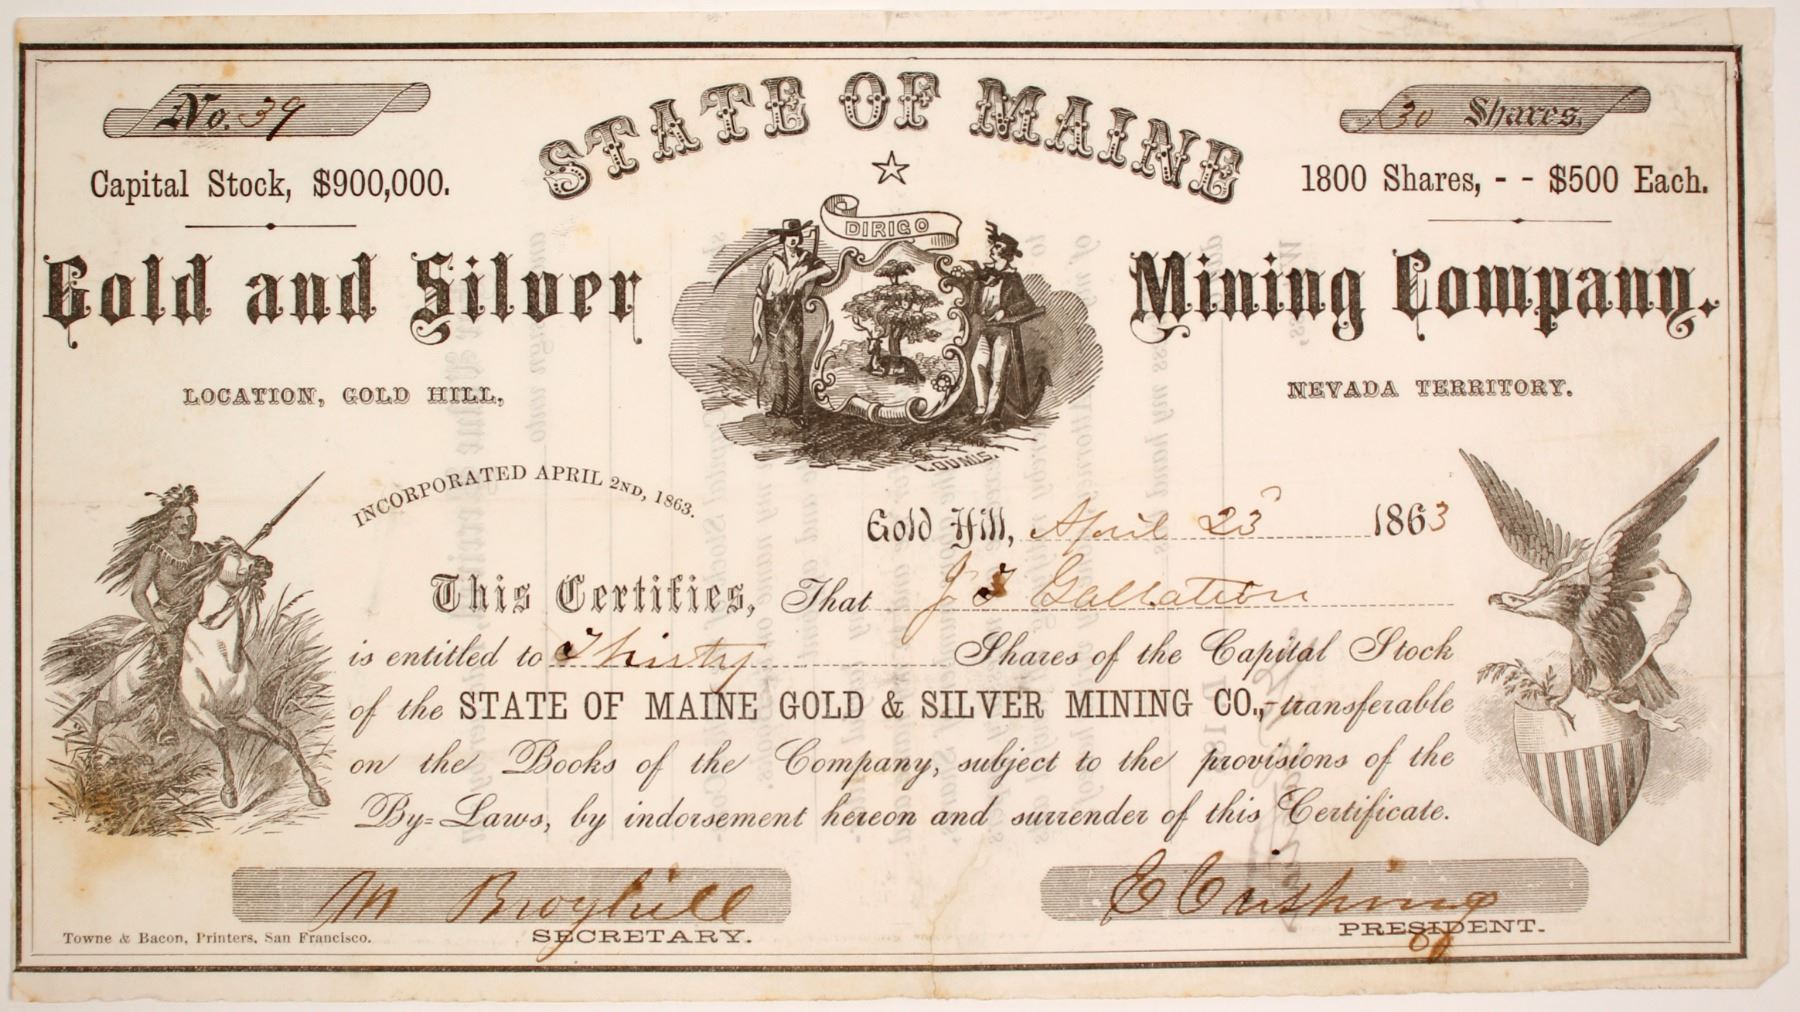 No. 39
STATE OF MAINE
30 Shares.
Capital Stock, $900,000.
1800 Shares, - - $500 Each.
DIRIGO
Gold and Silver Mining Company.
LOCATION, GOLD HILL, NEVADA TERRITORY.
LOOMIS.
INCORPORATED APRIL 2ND, 1863.
Gold Hill, April 23 1863
This Certifies, That J
is entitled to Thirty Shares of the Capital Stock
of the STATE OF MAINE GOLD & SILVER MINING CO., transferable
on the Books of the Company, subject to the provisions of the
By=Laws, by indorsement hereon and surrender of this Certificate.
M Broyhill
E Cushing
SECRETARY.
PRESIDENT.
Towne & Bacon, Printers, San Francisco.